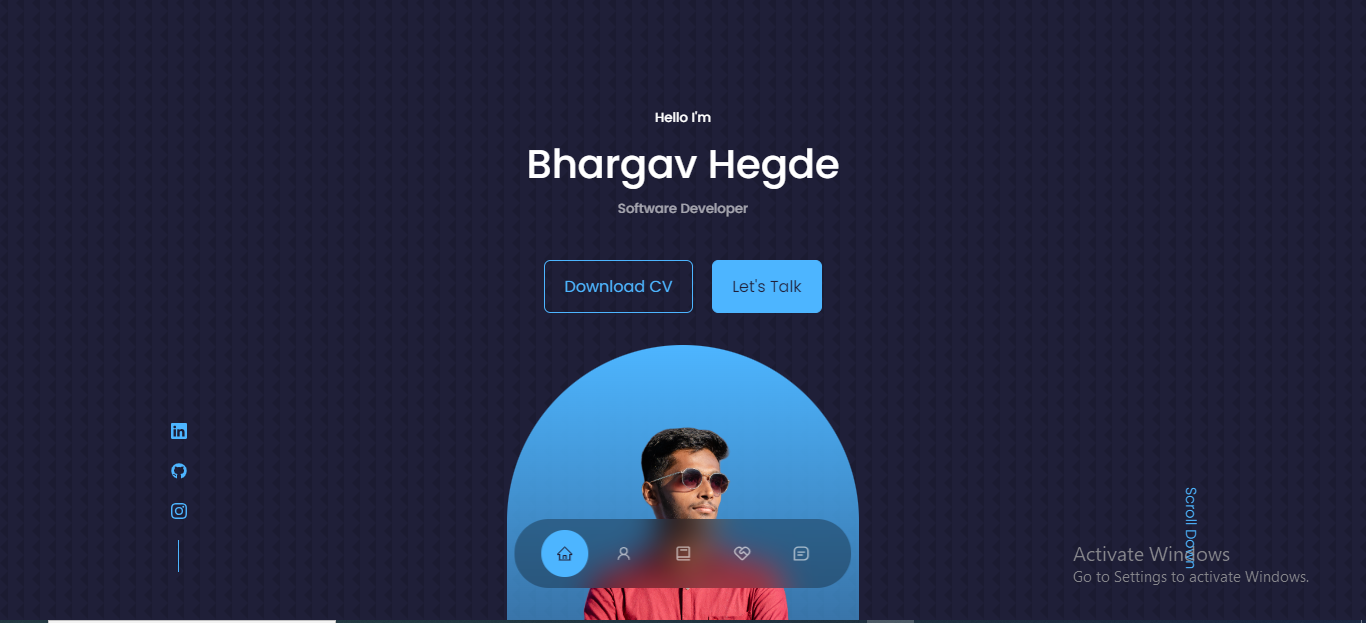 Hello I'm
Bhargav Hegde
Software Developer
Download CV
Let's Talk
Scroll Down
Activate Windows
Go to Settings to activate Windows.